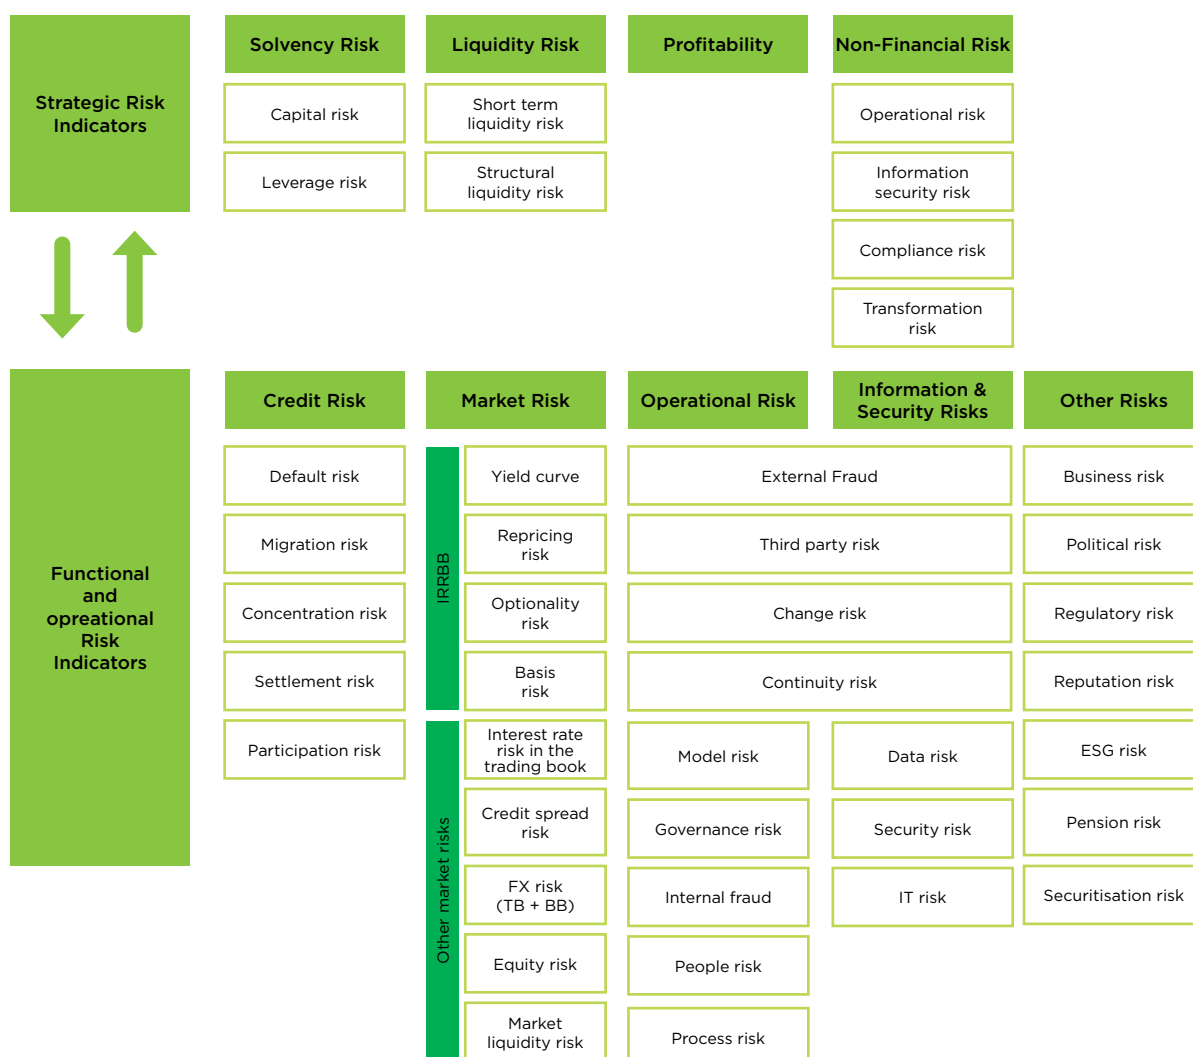 Strategic Risk
Indicators
Solvency Risk
Capital risk
Leverage risk
Liquidity Risk
Short term
liquidity risk
Structural
liquidity risk
Profitability
Non-Financial Risk
Operational risk
Information
security risk
Compliance risk
Transformation
risk
Functional
and
opreational
Risk
Indicators
Credit Risk
Default risk
Migration risk
Concentration risk
Settlement risk
Participation risk
Market Risk
IRRBB
Yield curve
Repricing
risk
Optionality
risk
Basis
risk
Other market risks
Interest rate
risk in the
trading book
Credit spread
risk
FX risk
(TB + BB)
Equity risk
Market
liquidity risk
Operational Risk
Information &
Security Risks
External Fraud
Third party risk
Change risk
Continuity risk
Model risk
Governance risk
Internal fraud
People risk
Process risk
Data risk
Security risk
IT risk
Other Risks
Business risk
Political risk
Regulatory risk
Reputation risk
ESG risk
Pension risk
Securitisation risk